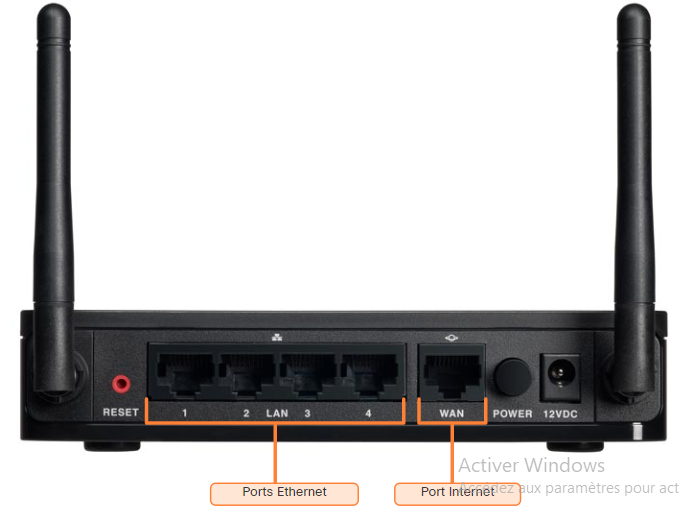 RESET
1 2 LAN 3 4
WAN
POWER
12VDC
Ports Ethernet
Port Internet
Activer Windows
Accédez aux paramètres pour act